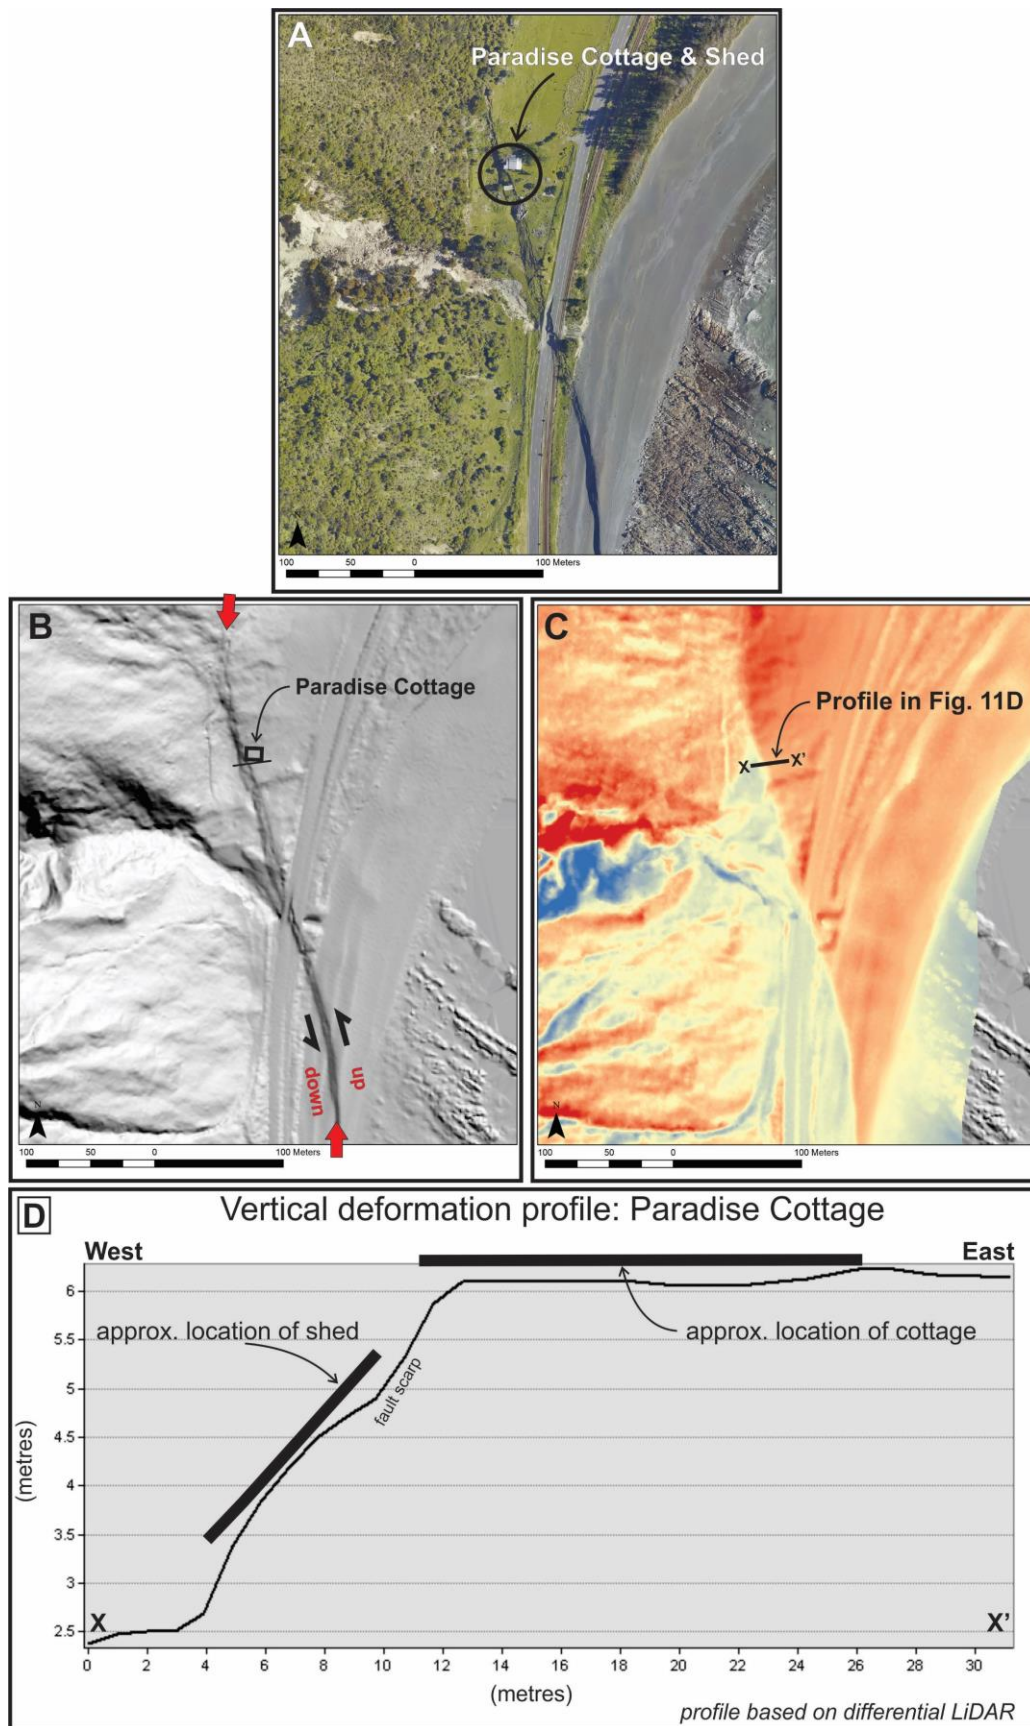 A
Paradise Cottage & Shed
N
100 50 0 100 Meters
B
Paradise Cottage
down
up
N
100 50 0 100 Meters
C
Profile in Fig. 11D
X X'
N
100 50 0 100 Meters
D
Vertical deformation profile: Paradise Cottage
West
East
approx. location of shed
approx. location of cottage
fault scarp
(metres)
6
5.5
5
4.5
4
3.5
3
2.5
X
X'
0 2 4 6 8 10 12 14 16 18 20 22 24 26 28 30
(metres)
profile based on differential LiDAR